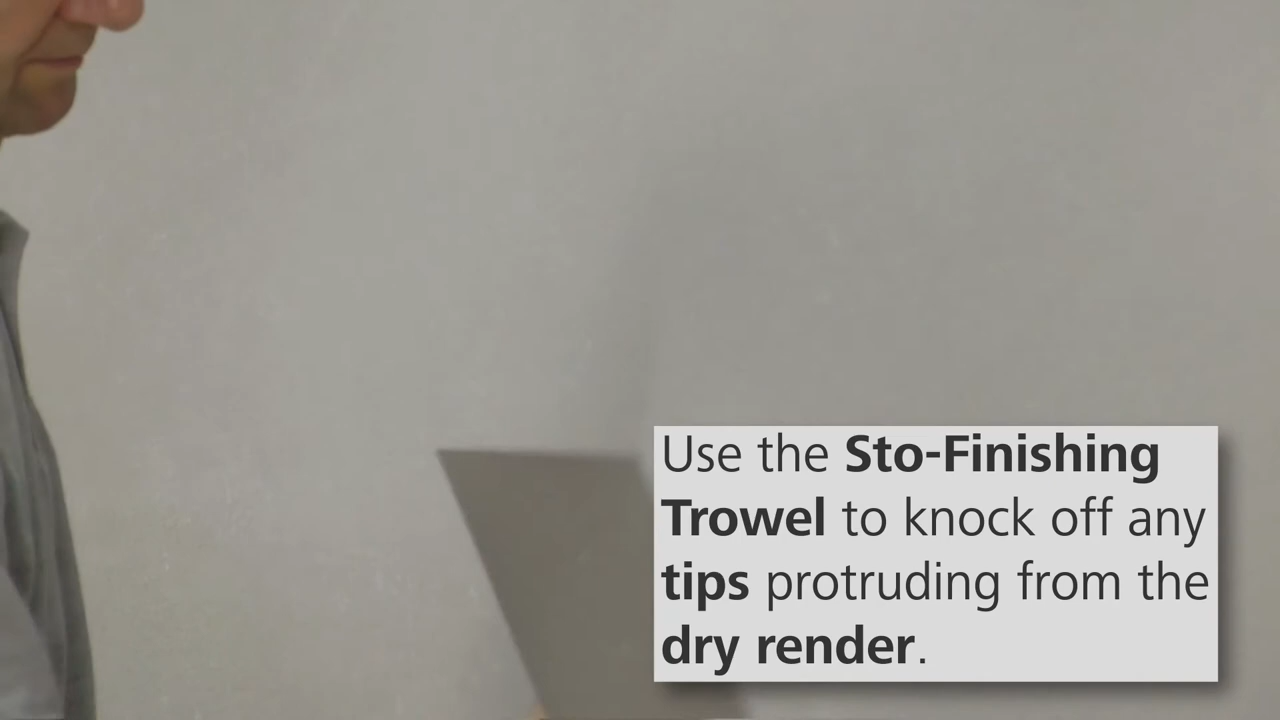 Use the Sto-Finishing
Trowel to knock off any
tips protruding from the
dry render.